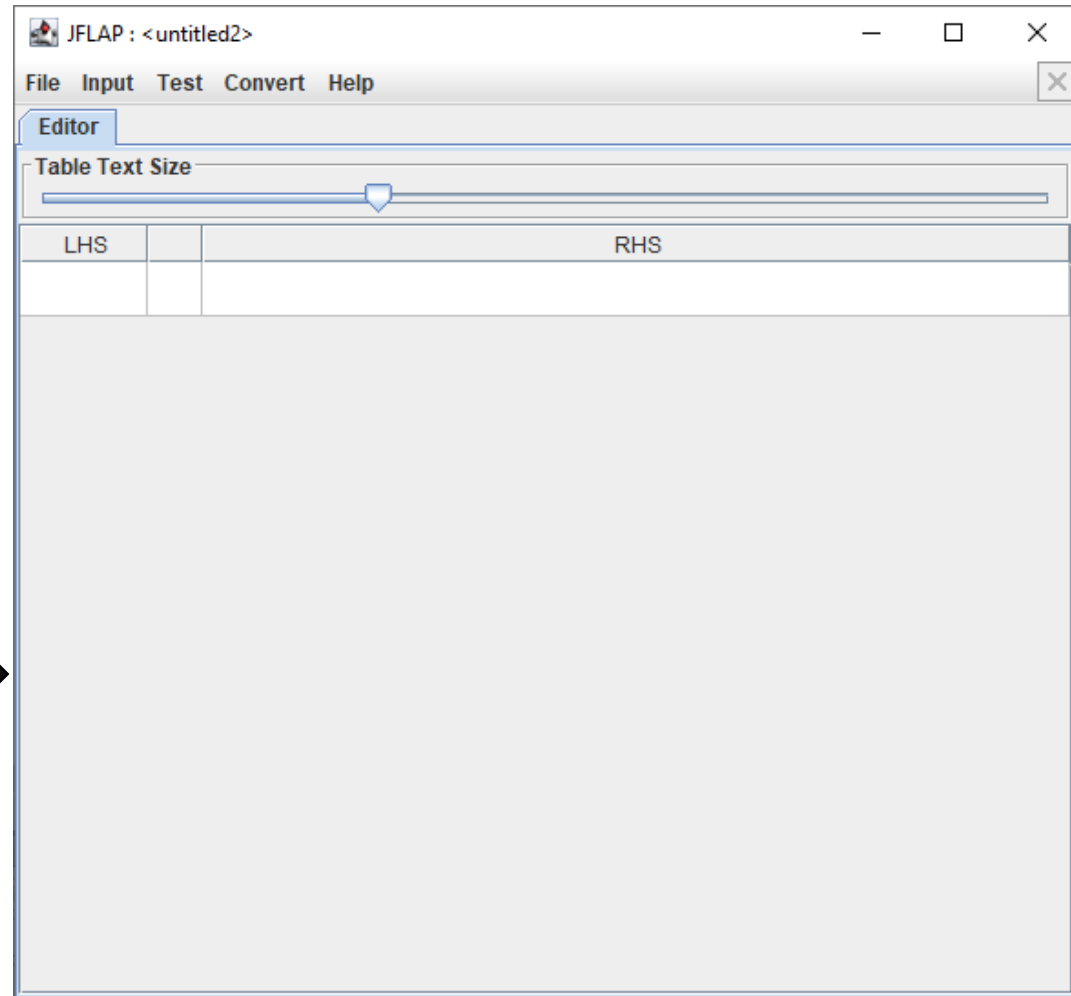 JFLAP : <untitled2>
File Input Test Convert Help
Editor
Table Text Size
LHS RHS